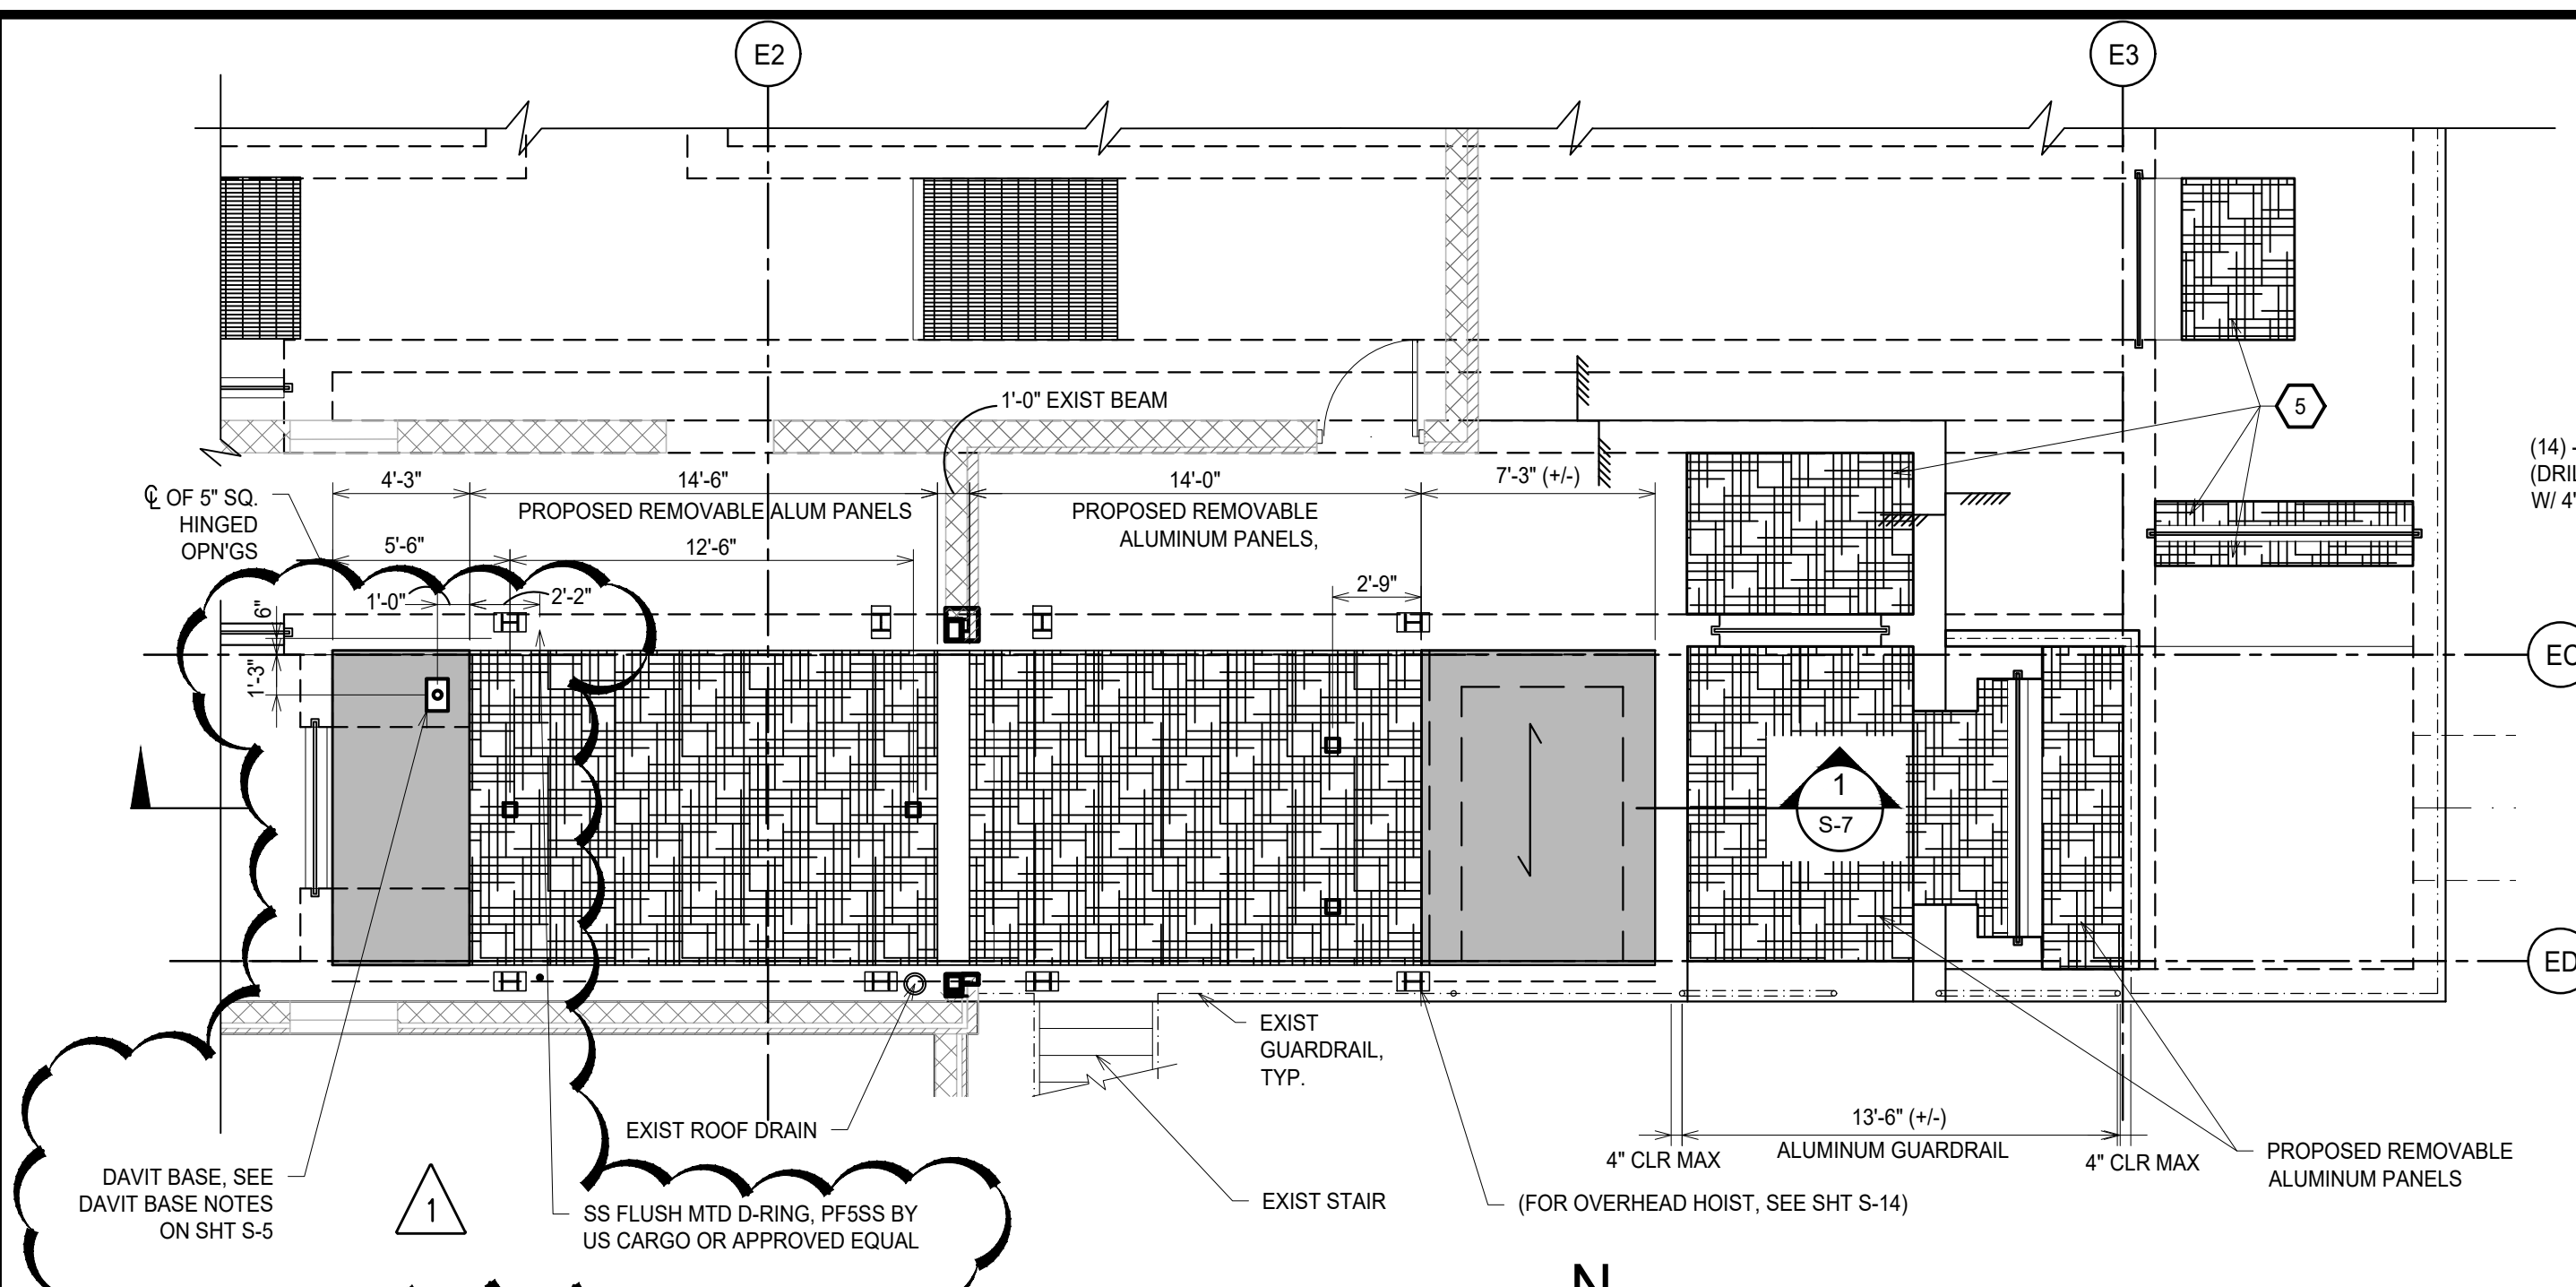 E2
E3
1'-0" EXIST BEAM
5
(14) -
(DRIL
W/ 4'
℄ OF 5" SQ.
HINGED
OPN'GS
4'-3"
14'-6"
14'-0"
7'-3" (+/-)
PROPOSED REMOVABLE ALUM PANELS
PROPOSED REMOVABLE
ALUMINUM PANELS,
5'-6"
12'-6"
2'-9"
1'-0"
2'-2"
6"
1'-3"
EC
1
S-7
ED
EXIST
GUARDRAIL,
TYP.
EXIST ROOF DRAIN
13'-6" (+/-)
ALUMINUM GUARDRAIL
4" CLR MAX
4" CLR MAX
PROPOSED REMOVABLE
ALUMINUM PANELS
DAVIT BASE, SEE
DAVIT BASE NOTES
ON SHT S-5
1
SS FLUSH MTD D-RING, PF5SS BY
US CARGO OR APPROVED EQUAL
EXIST STAIR
(FOR OVERHEAD HOIST, SEE SHT S-14)
N